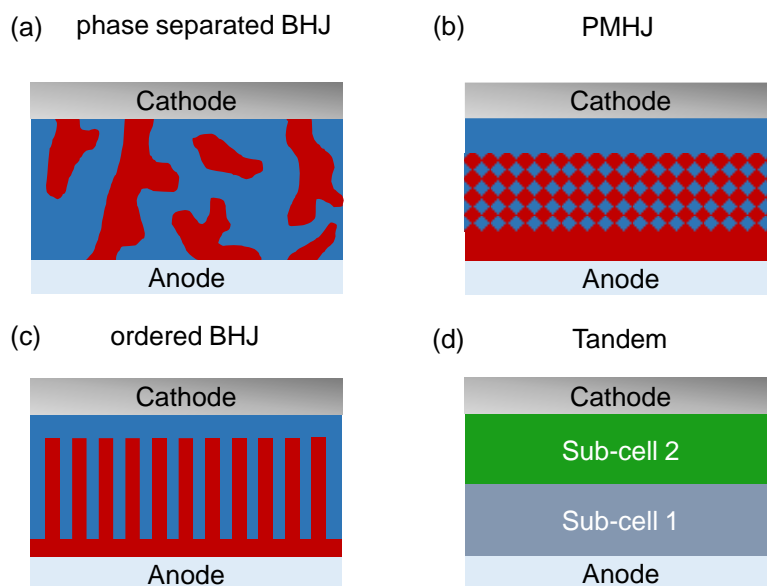 (a) phase separated BHJ
Cathode
Anode
(b) PMHJ
Cathode
Anode
(c) ordered BHJ
Cathode
Anode
(d) Tandem
Cathode
Sub-cell 2
Sub-cell 1
Anode